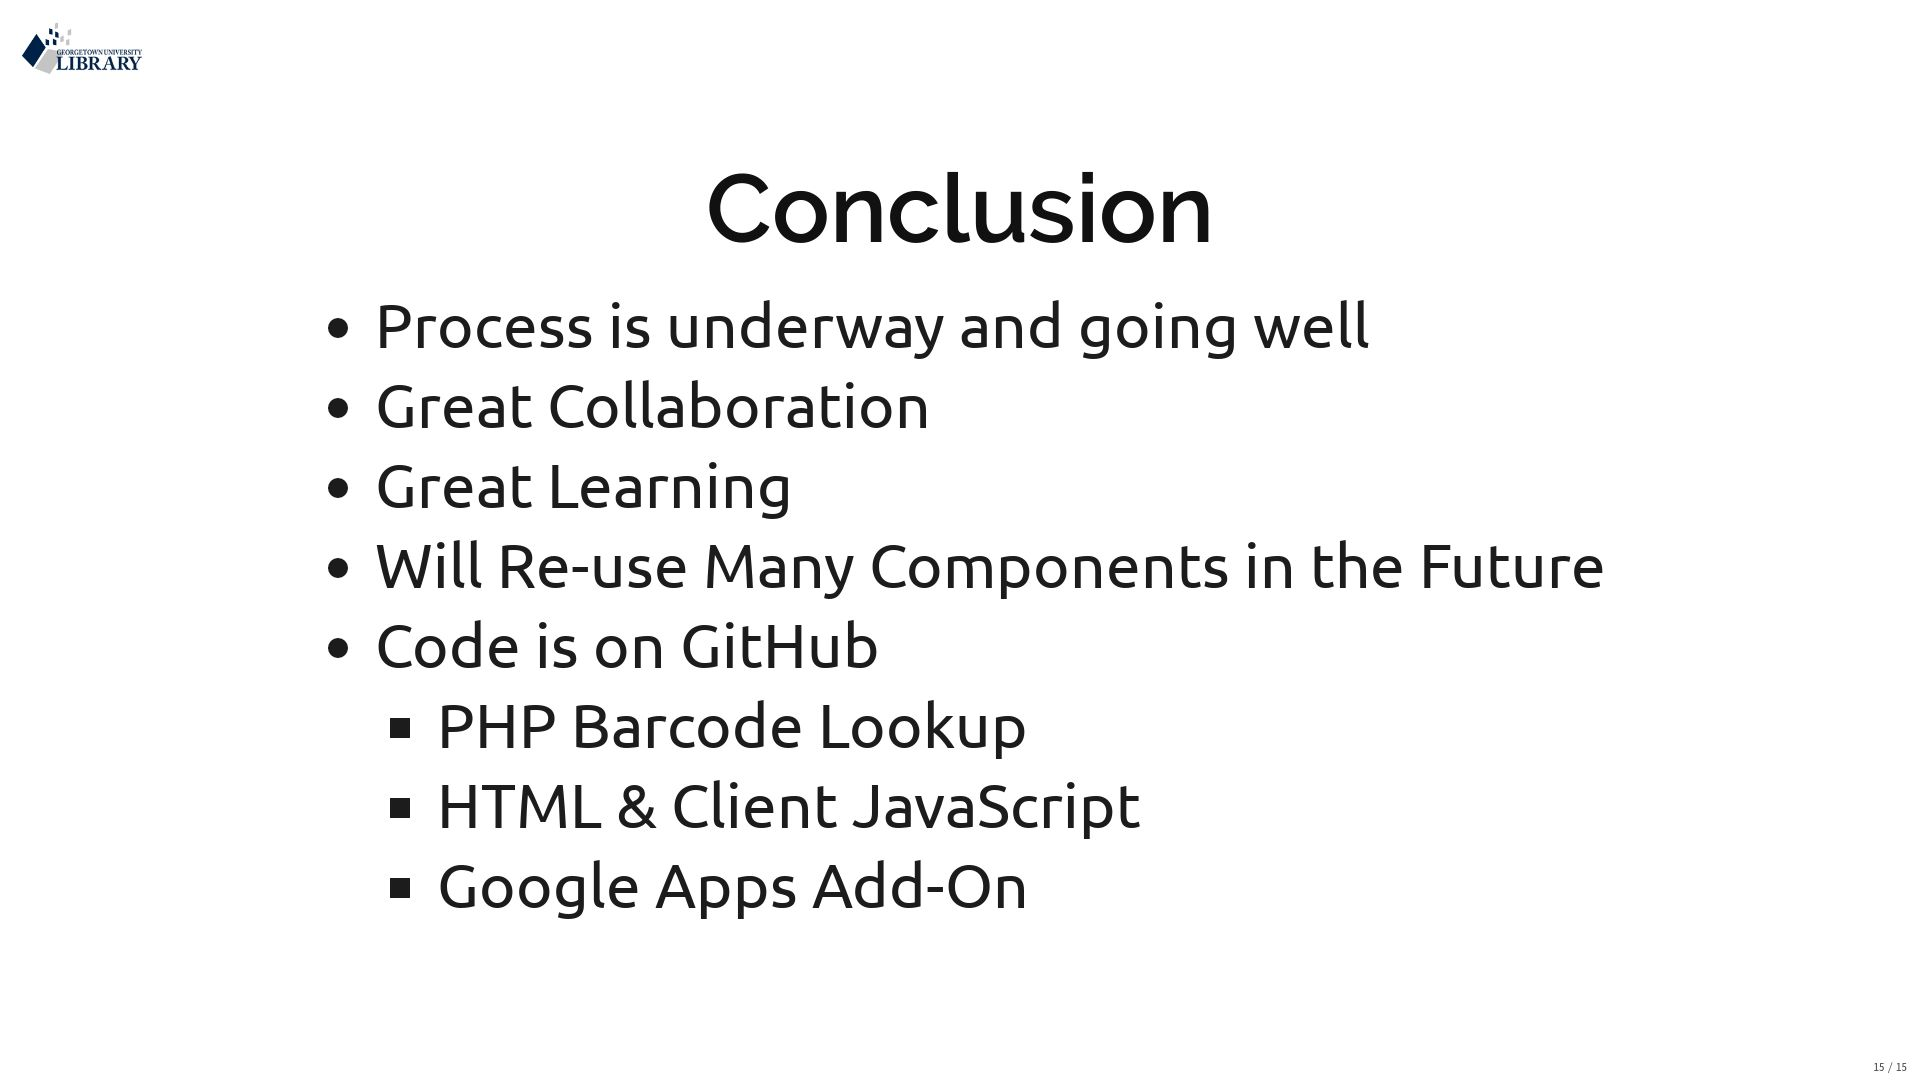 GEORGETOWN UNIVERSITY
LIBRARY
Conclusion
Process is underway and going well
Great Collaboration
Great Learning
Will Re-use Many Components in the Future
Code is on GitHub
PHP Barcode Lookup
HTML & Client JavaScript
Google Apps Add-On
15 / 15